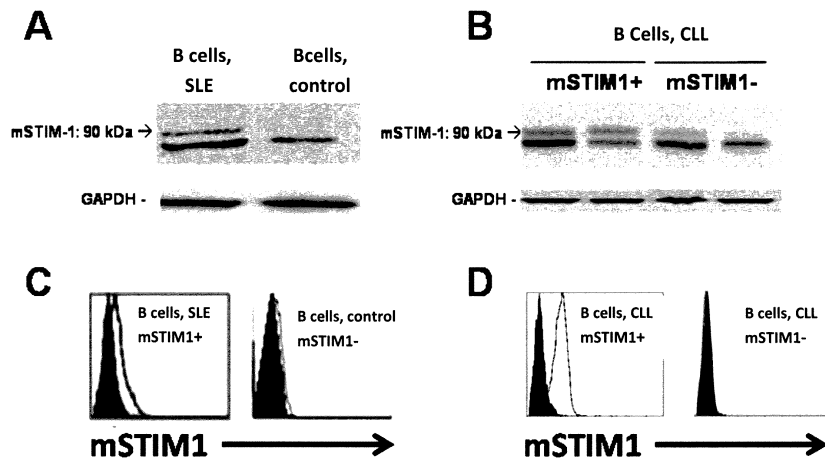 A
B cells,
SLE
Bcells,
control
mSTIM-1: 90 kDa
GAPDH -
B
B Cells, CLL
mSTIM1+ mSTIM1-
mSTIM-1: 90 kDa
GAPDH -
C
B cells, SLE
mSTIM1+
B cells, control
mSTIM1-
mSTIM1
D
B cells, CLL
mSTIM1+
B cells, CLL
mSTIM1-
mSTIM1